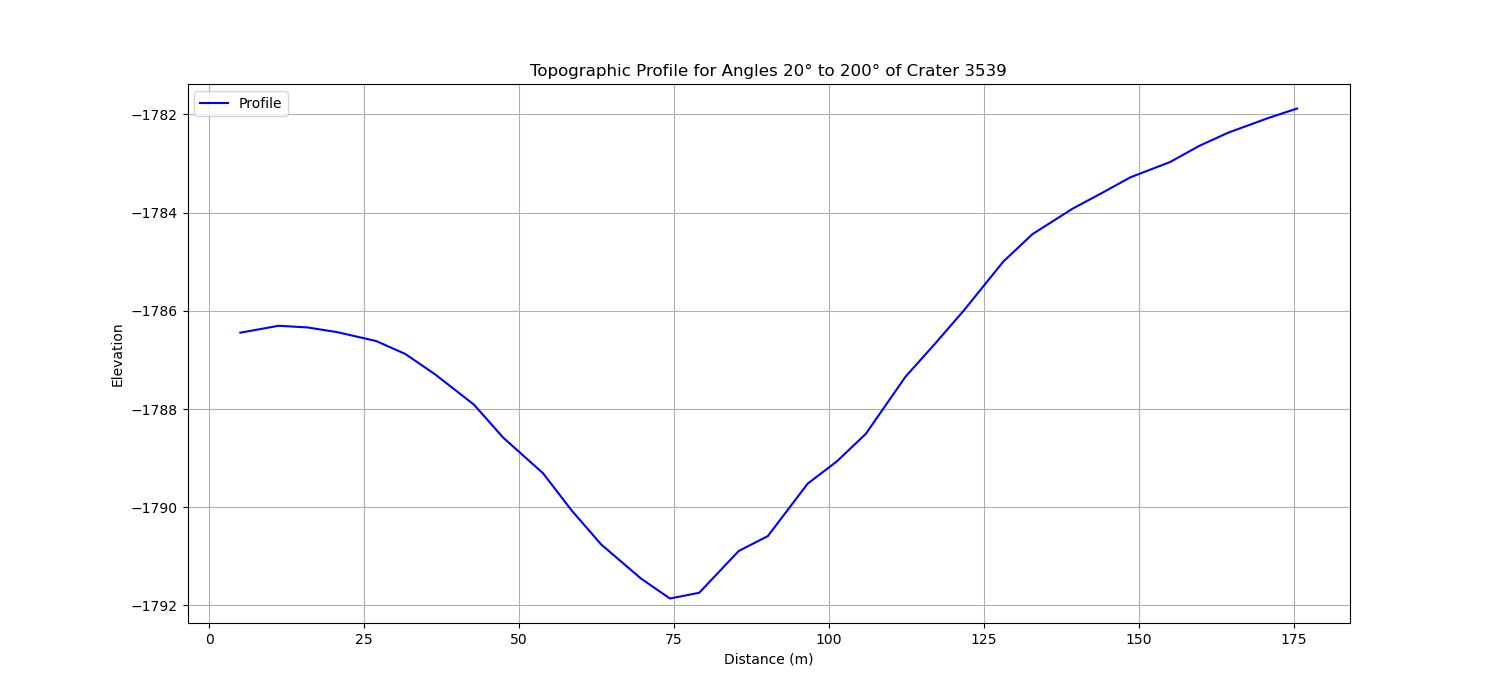 Topographic Profile for Angles 20° to 200° of Crater 3539
Profile
−1782
−1784
−1786
−1788
−1790
−1792
Elevation
0 25 50 75 100 125 150 175
Distance (m)